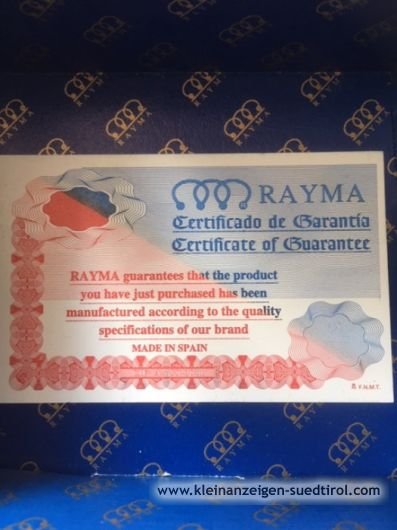 RAYMA
Certificado de Garantía
Certificate of Guarantee
RAYMA guarantees that the product
you have just purchased has been
manufactured according to the quality
specifications of our brand
MADE IN SPAIN
F.N.M.T.
www.kleinanzeigen-suedtirol.com